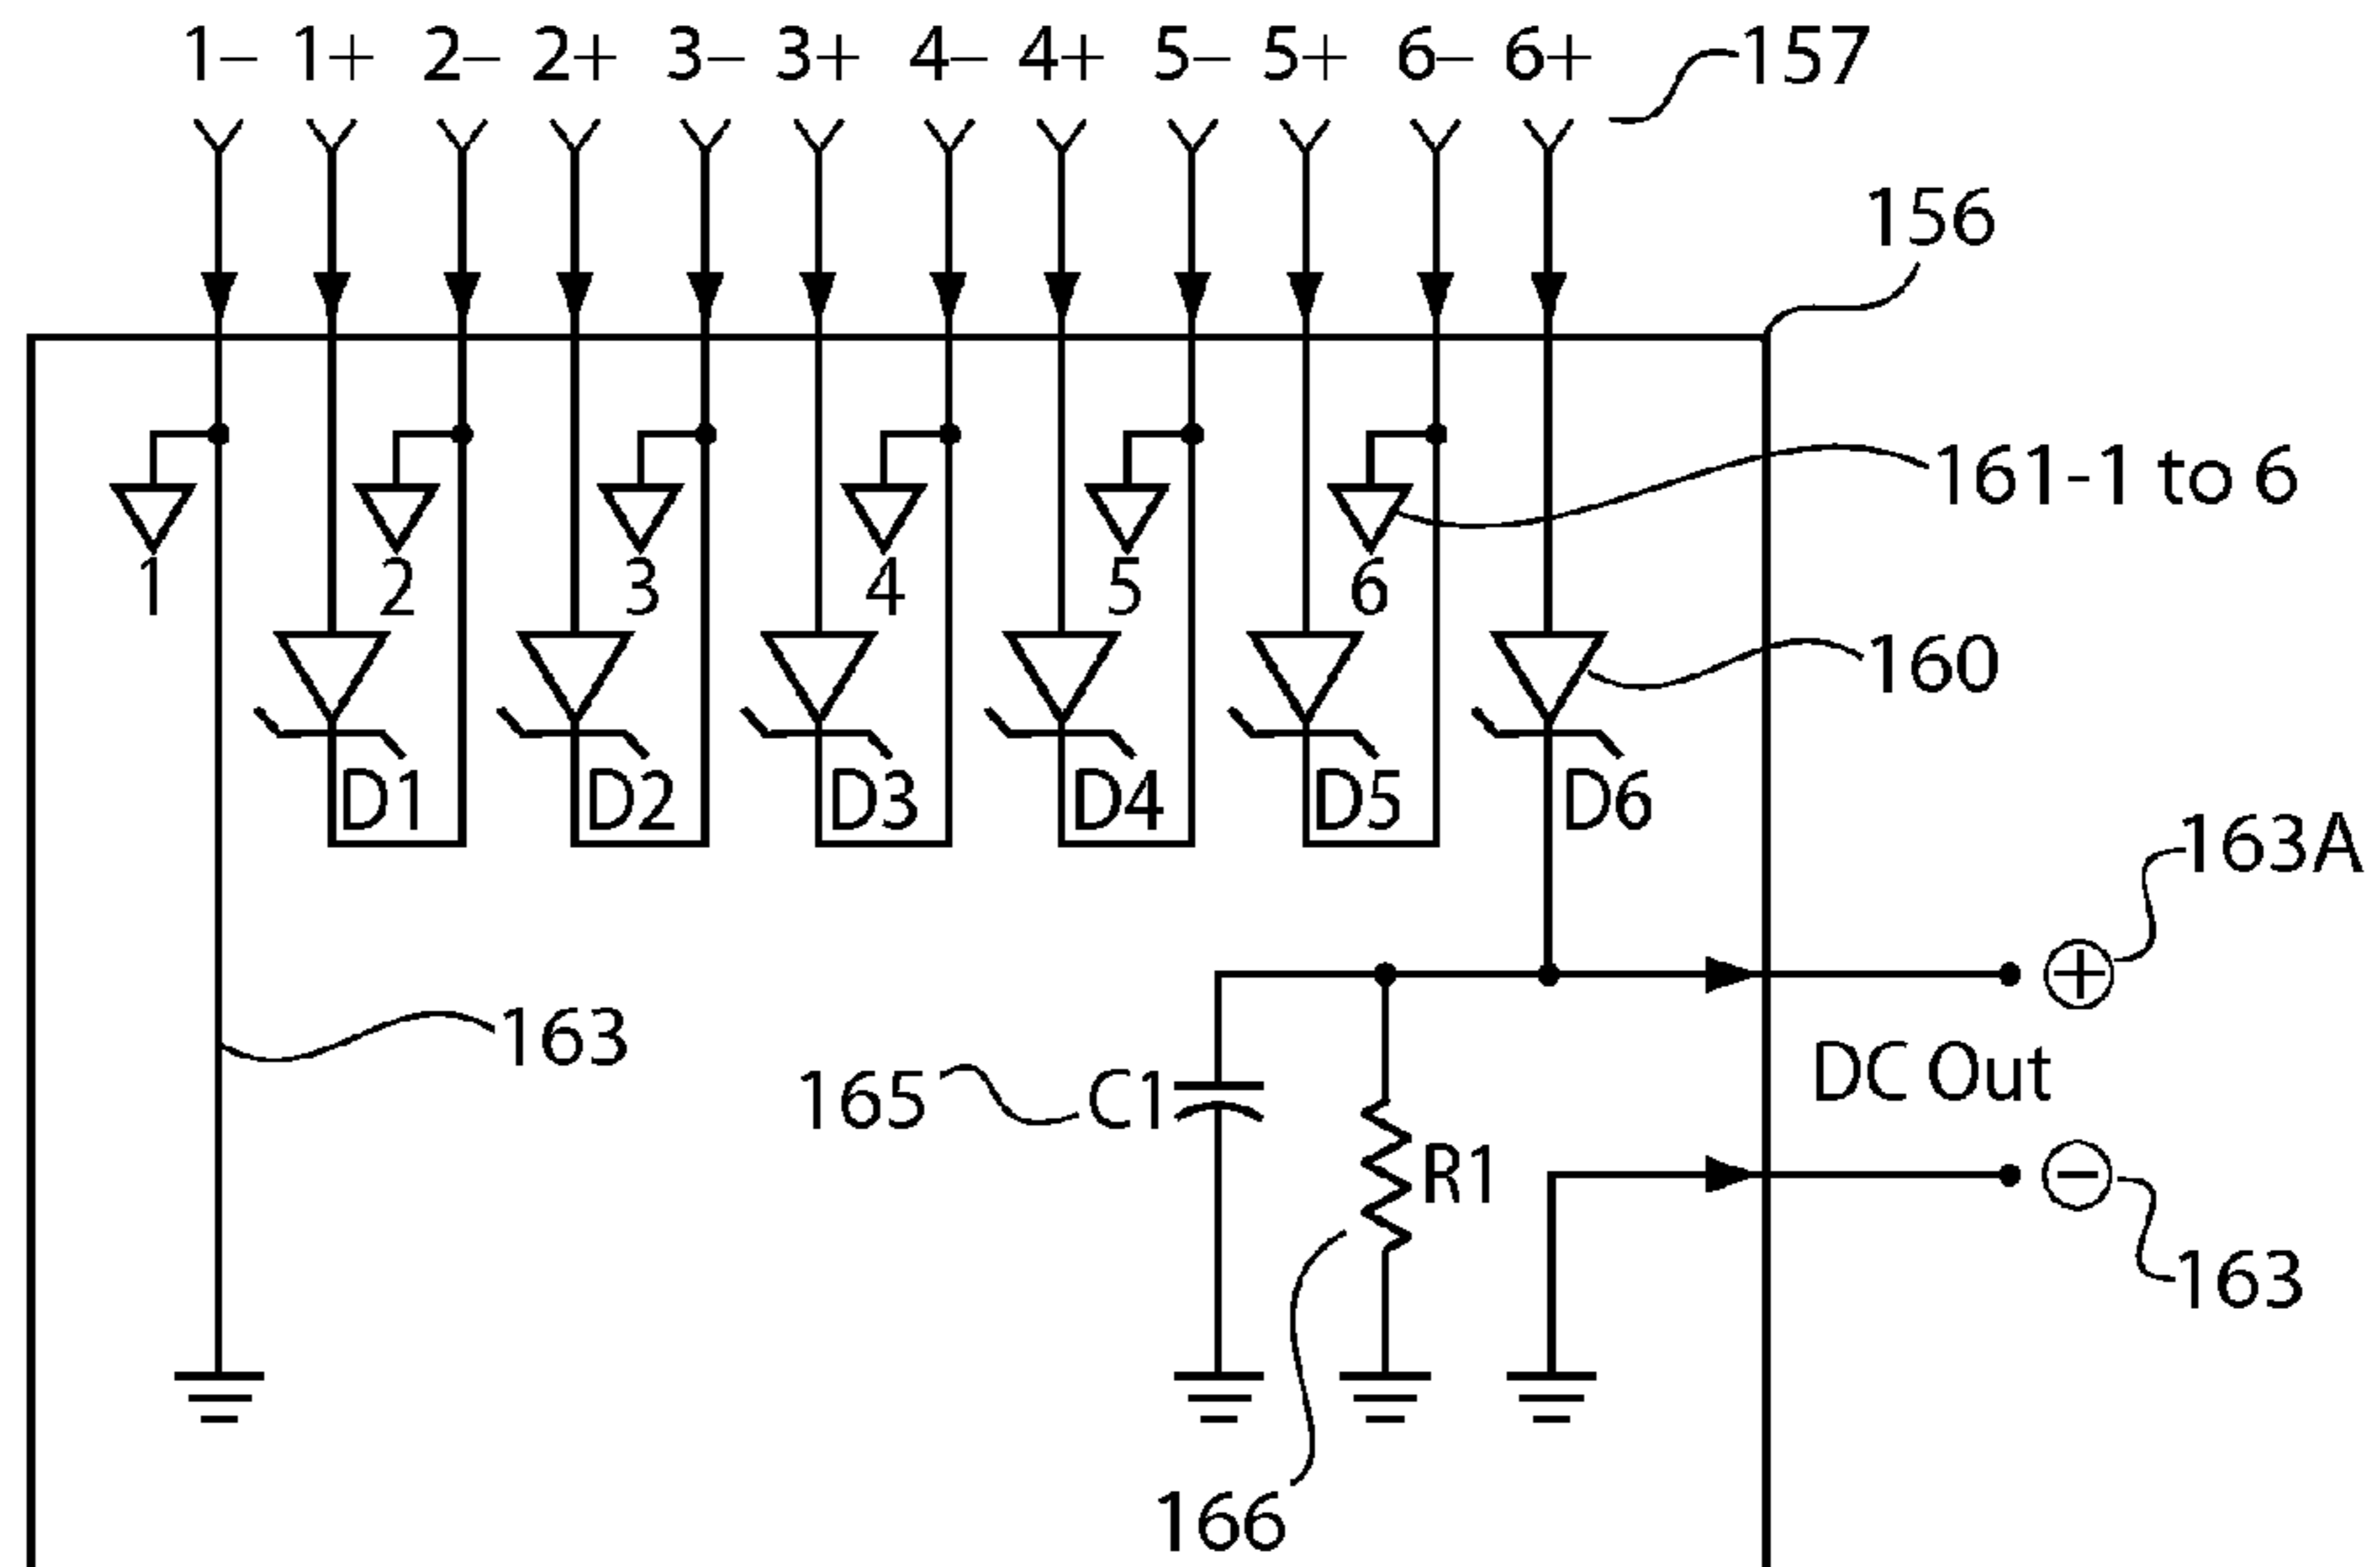 1– 1+ 2– 2+ 3– 3+ 4– 4+ 5– 5+ 6– 6+ 157
156
161-1 to 6
1 2 3 4 5 6
160
D1 D2 D3 D4 D5 D6
163A
163
DC Out
165 C1
R1
163
166